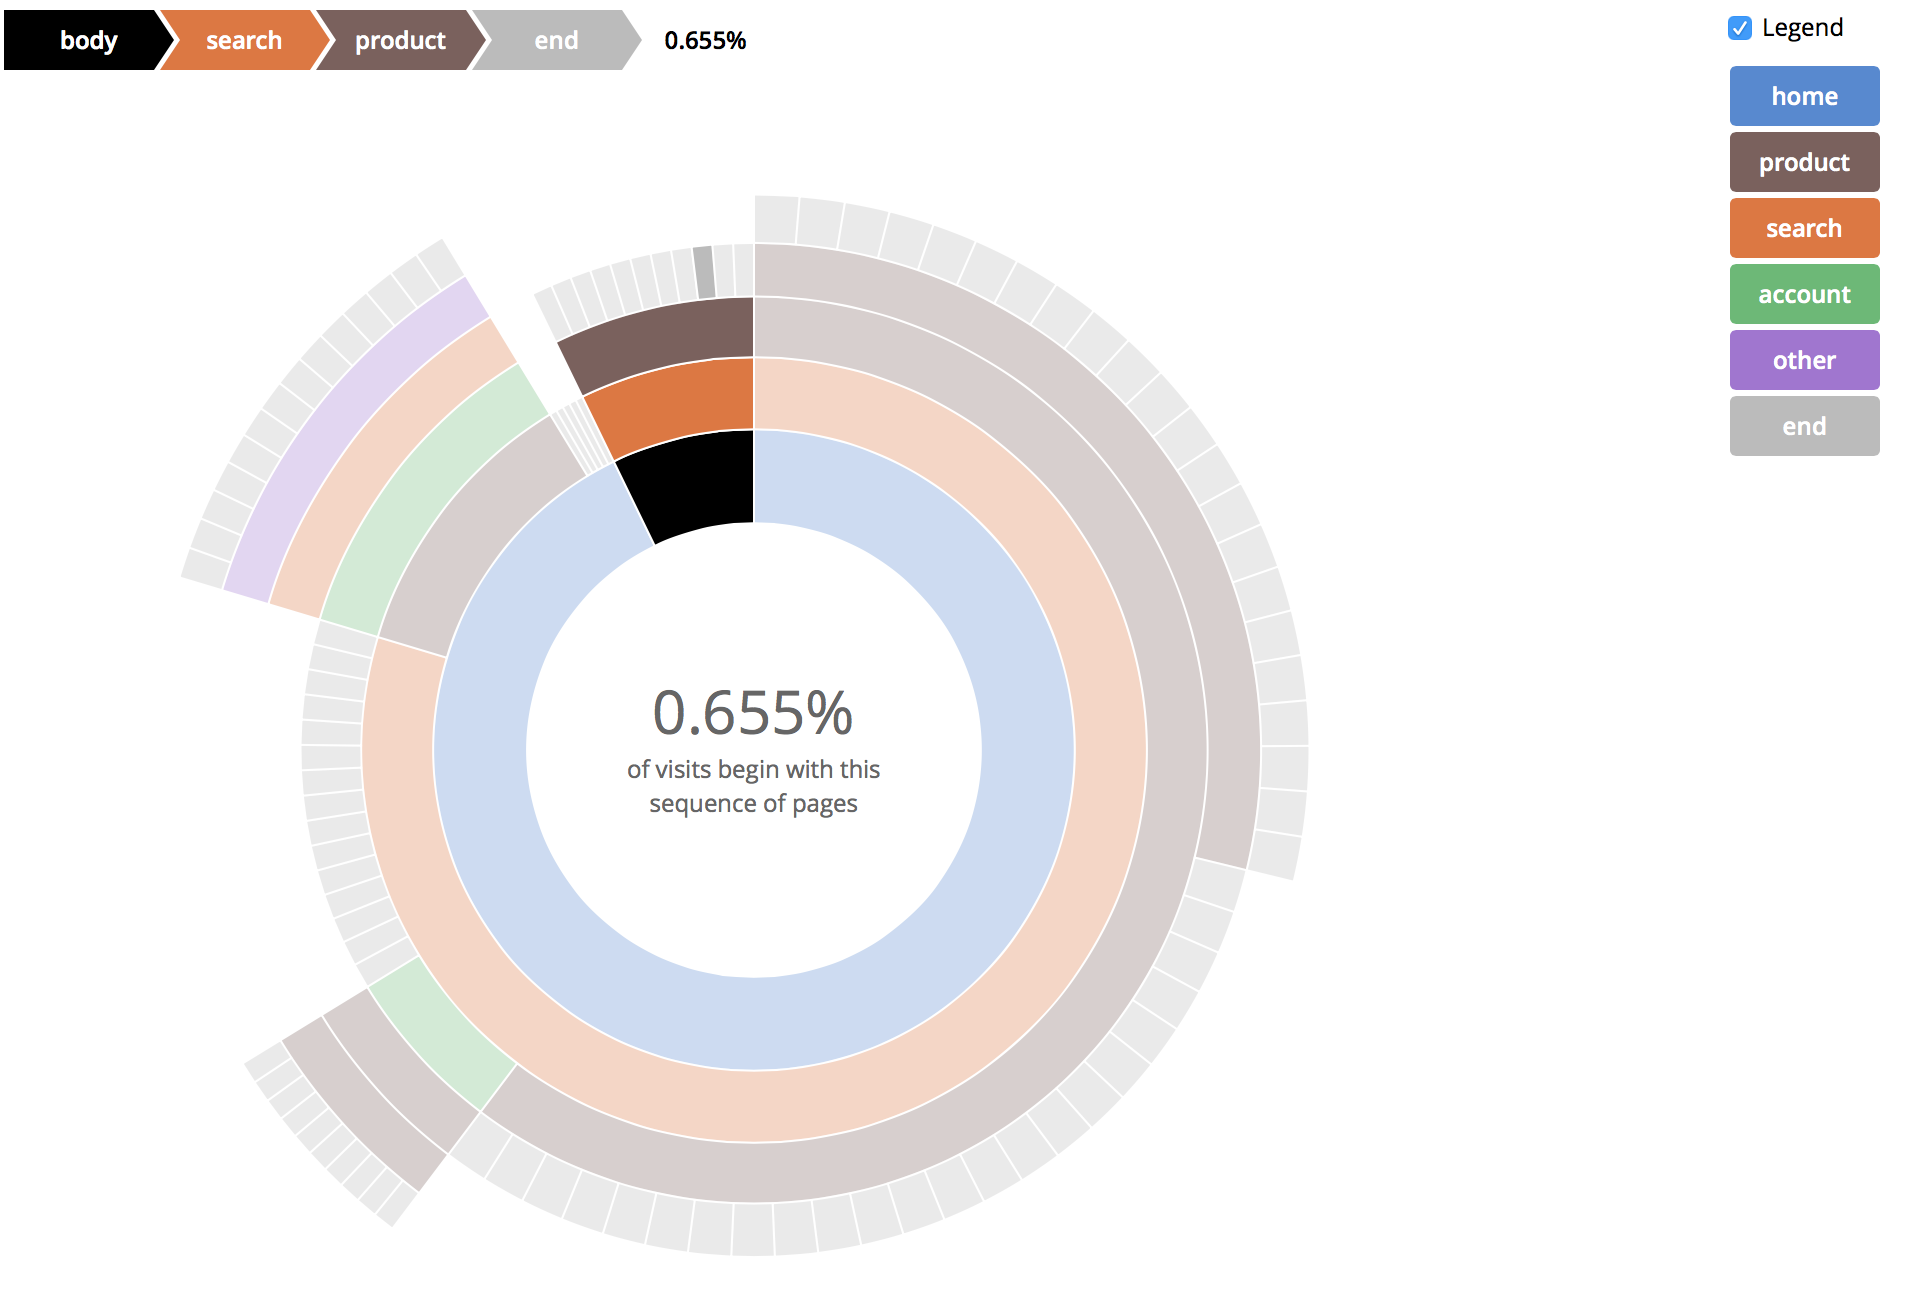 body search product end 0.655%
Legend
home
product
search
account
other
end
0.655%
of visits begin with this
sequence of pages